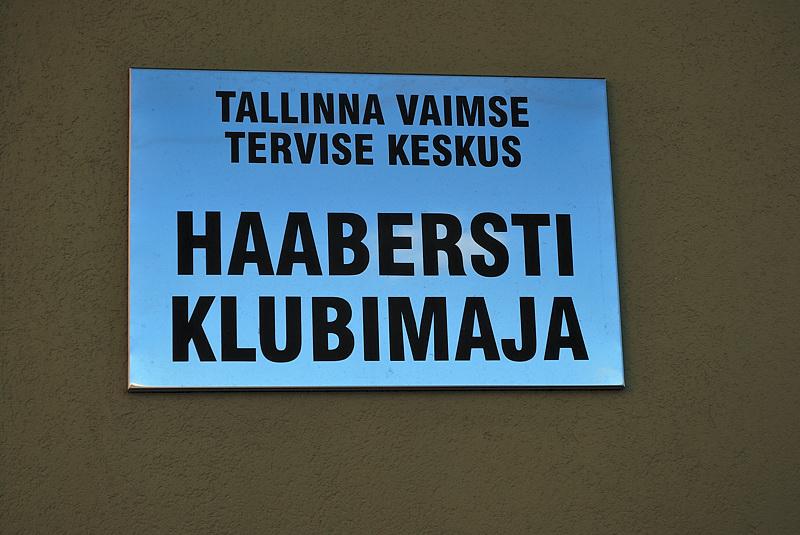 TALLINNA VAIMSE
TERVISE KESKUS
HAABERSTI
KLUBIMAJA